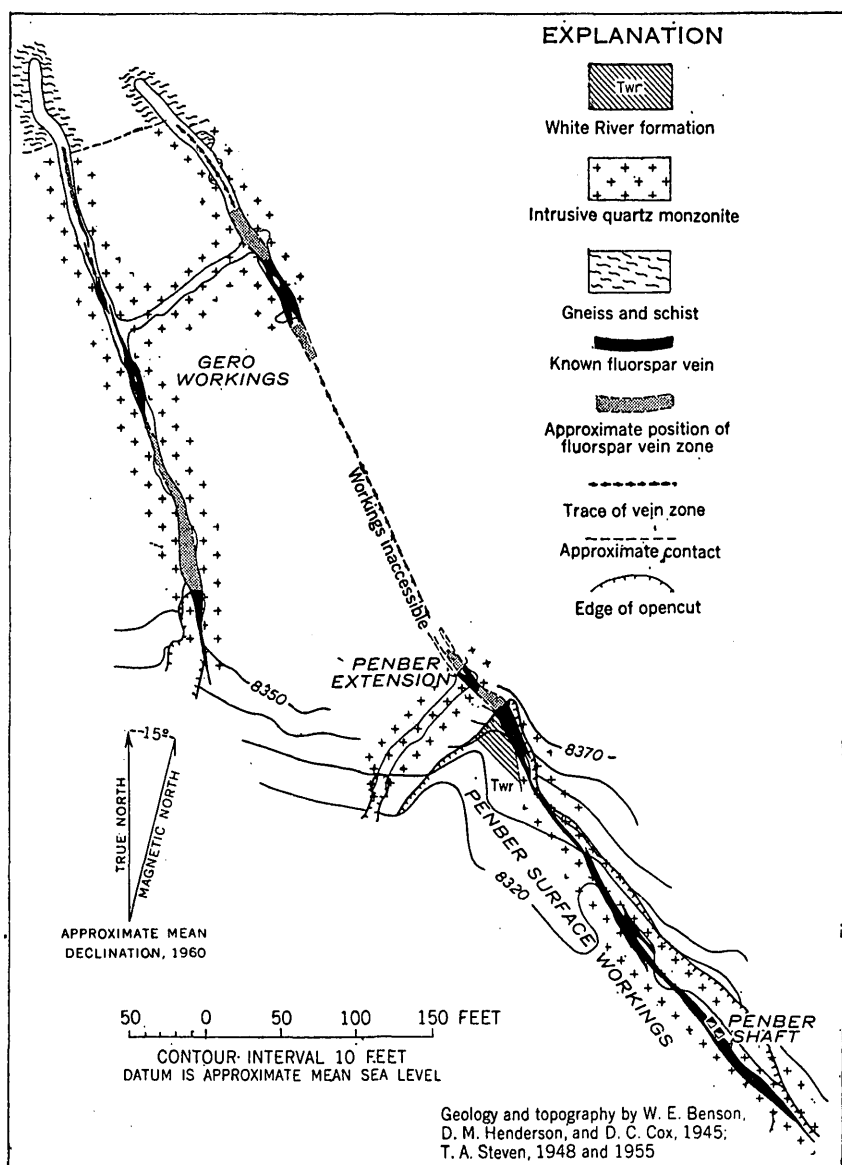 EXPLANATION
Twr
White River formation
Intrusive quartz monzonite
Gneiss and schist
Known fluorspar vein
Approximate position of
fluorspar vein zone
Trace of vein zone
Approximate contact
Edge of opencut
GERO
WORKINGS
Workings inaccessible
PENBER
EXTENSION
8350
8370
Twr
8320
PENBER SURFACE WORKINGS
PENBER
SHAFT
15°
TRUE NORTH
MAGNETIC NORTH
APPROXIMATE MEAN
DECLINATION, 1960
50 0 50 100 150 FEET
CONTOUR INTERVAL 10 FEET
DATUM IS APPROXIMATE MEAN SEA LEVEL
Geology and topography by W. E. Benson,
D. M. Henderson, and D. C. Cox, 1945;
T. A. Steven, 1948 and 1955